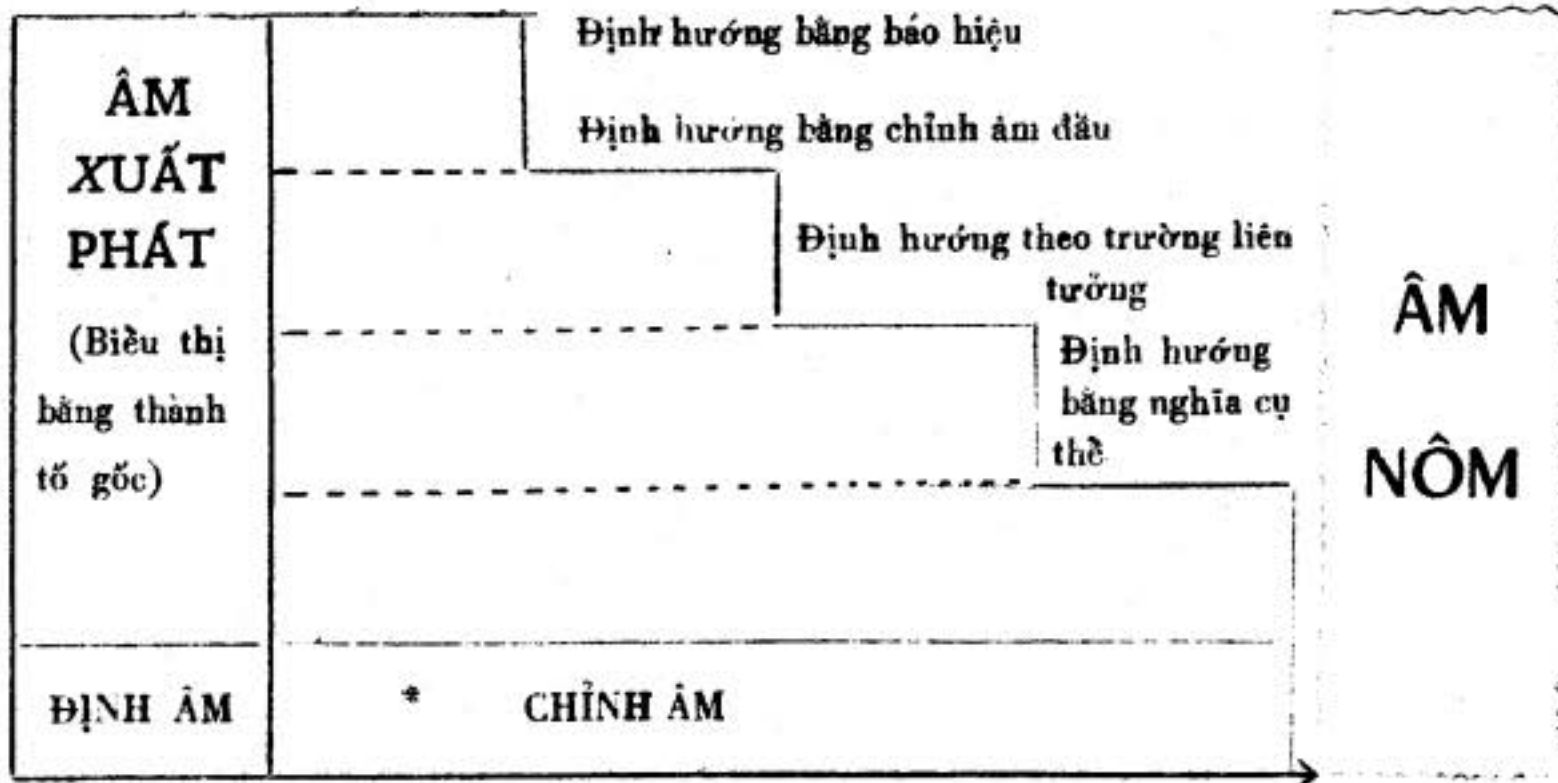 ÂM
XUẤT
PHÁT
(Biểu thị
bằng thành
tố gốc)
Định hướng bằng báo hiệu
Định hướng bằng chỉnh âm đầu
Định hướng theo trường liên
tưởng
Định hướng
bằng nghĩa cụ
thể
ÂM
NÔM
ĐỊNH ÂM
* CHỈNH ÂM